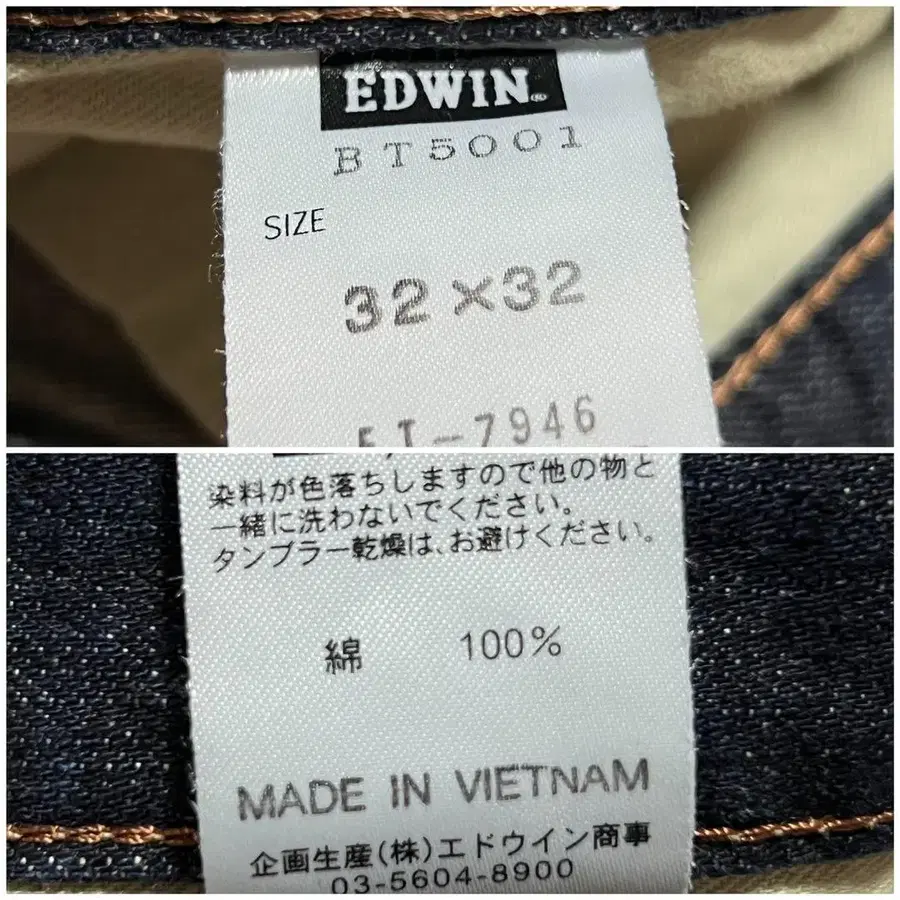 EDWIN®
BT5001
SIZE
32×32
-7946
染料が色落ちしますので他の物と
一緒に洗わないでください。
タンブラー乾燥は、お避けください。
綿 100%
MADE IN VIETNAM
企画生産(株)エドウイン商事
03-5604-8900